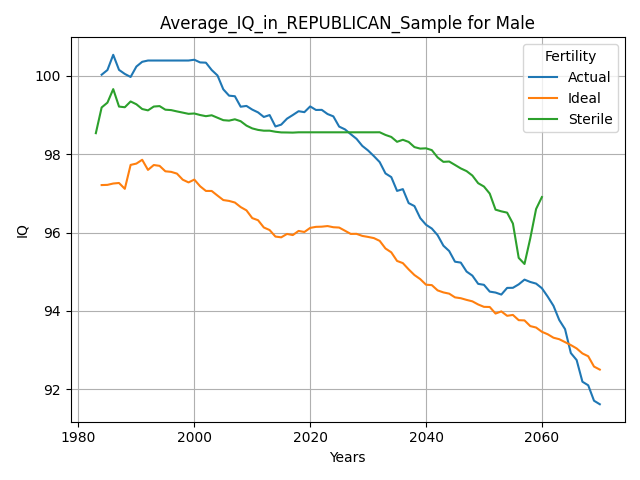 Average_IQ_in_REPUBLICAN_Sample for Male
Fertility
Actual
Ideal
Sterile
IQ
100
98
96
94
92
1980
2000
2020
2040
2060
Years